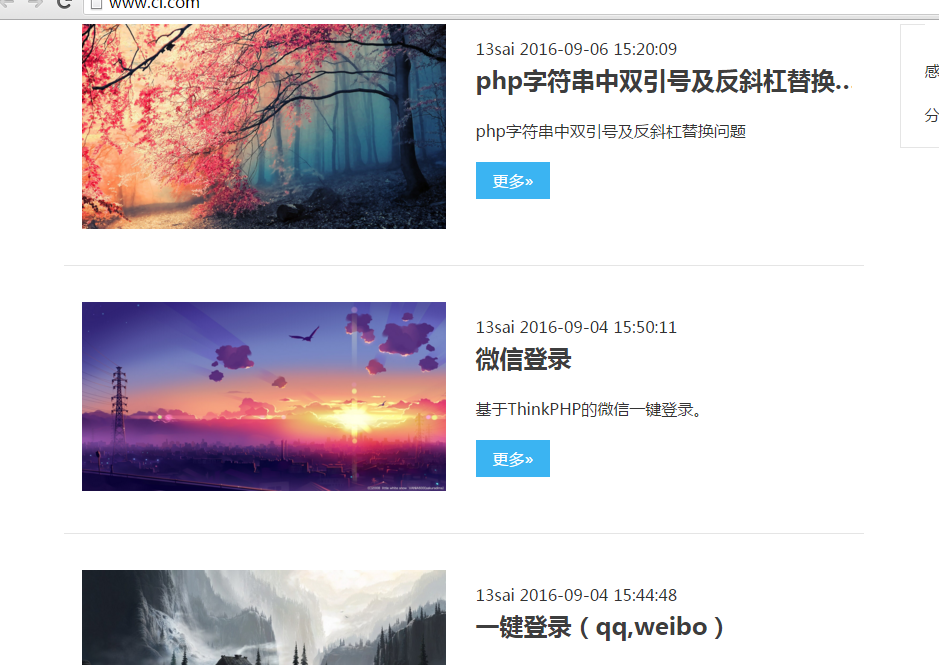 www.ci.com
13sai 2016-09-06 15:20:09
php字符串中双引号及反斜杠替换..
php字符串中双引号及反斜杠替换问题
更多»
感
分
13sai 2016-09-04 15:50:11
微信登录
基于ThinkPHP的微信一键登录。
更多»
13sai 2016-09-04 15:44:48
一键登录（qq,weibo）